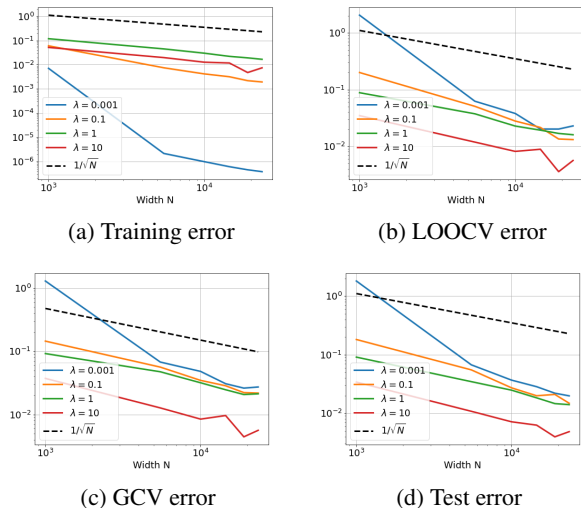 10^0
10^-1
10^-2
10^-3
10^-4
10^-5
10^-6
λ = 0.001
λ = 0.1
λ = 1
λ = 10
1/√N
10^3
10^4
Width N
(a) Training error
10^0
10^-1
10^-2
λ = 0.001
λ = 0.1
λ = 1
λ = 10
1/√N
10^3
10^4
Width N
(b) LOOCV error
10^0
10^-1
10^-2
λ = 0.001
λ = 0.1
λ = 1
λ = 10
1/√N
10^3
10^4
Width N
(c) GCV error
10^0
10^-1
10^-2
λ = 0.001
λ = 0.1
λ = 1
λ = 10
1/√N
10^3
10^4
Width N
(d) Test error